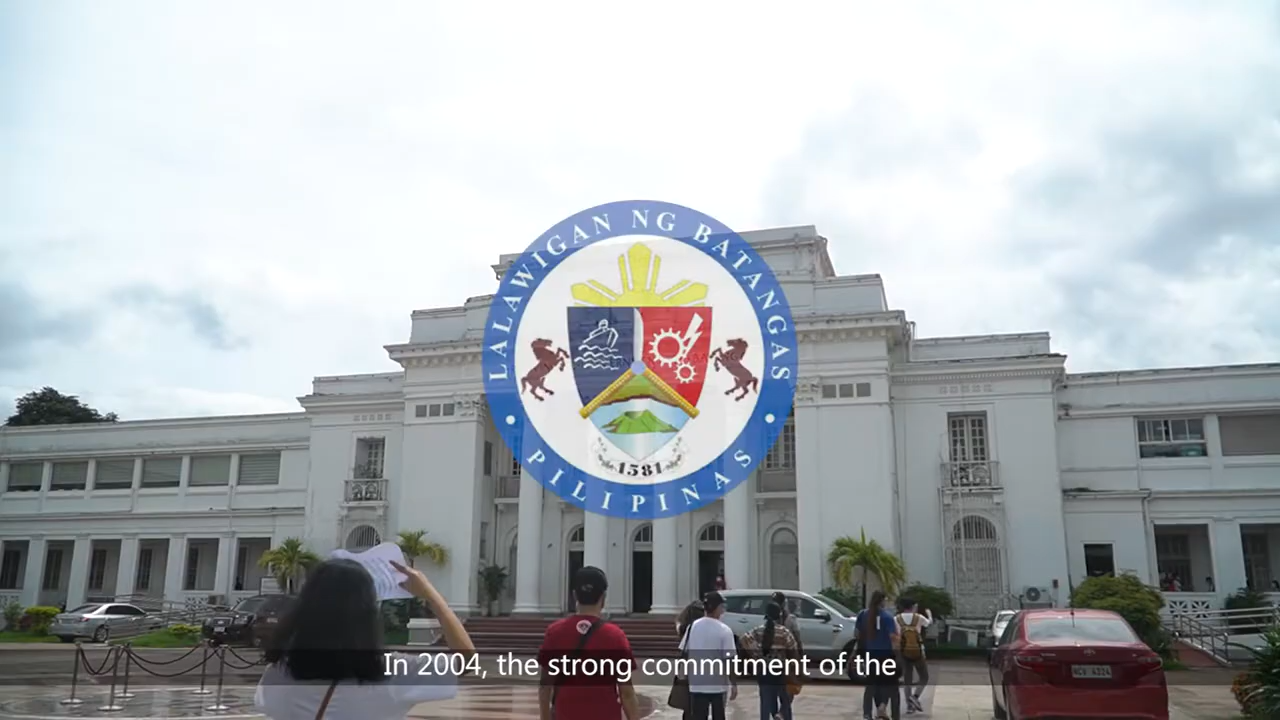 LALAWIGAN NG BATANGAS
1581
PILIPINAS
In 2004, the strong commitment of the